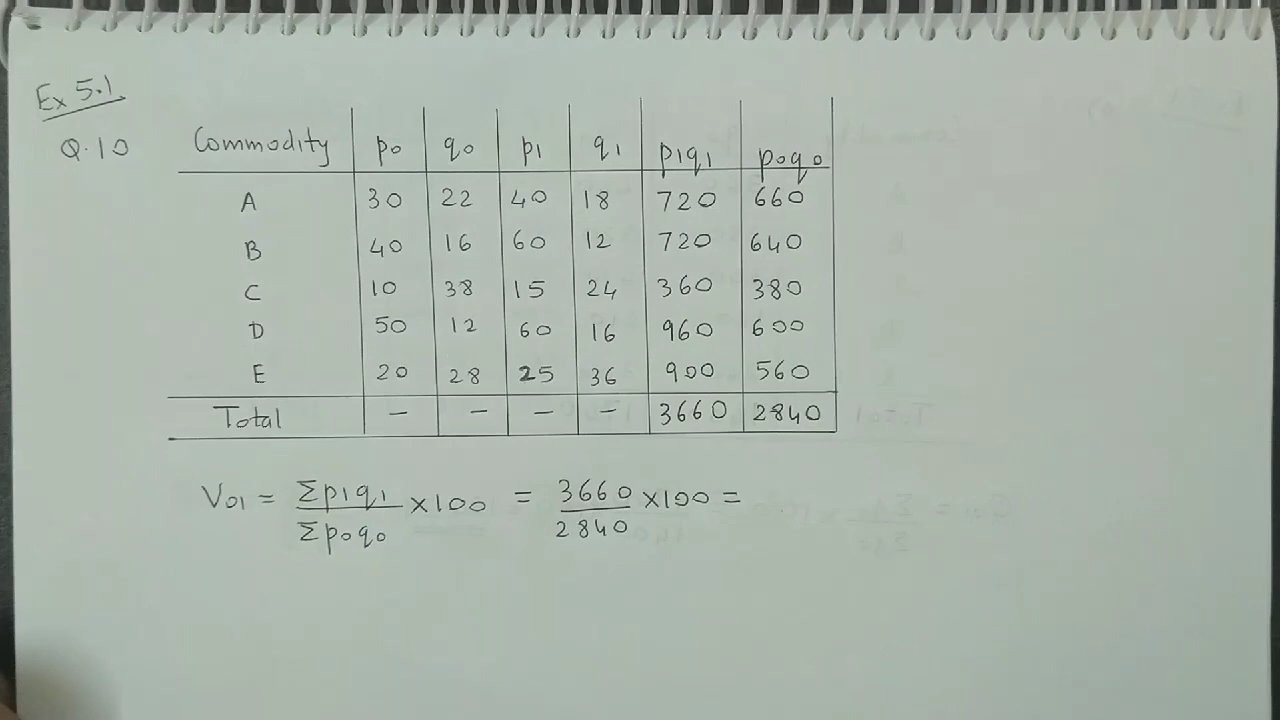 Ex 5.1
Q.10 Commodity p0 q0 p1 q1 p1q1 p0q0
A 30 22 40 18 720 660
B 40 16 60 12 720 640
C 10 38 15 24 360 380
D 50 12 60 16 960 600
E 20 28 25 36 900 560
Total – – – – 3660 2840
V01 = Σp1q1/Σp0q0 ×100 = 3660/2840 ×100 =